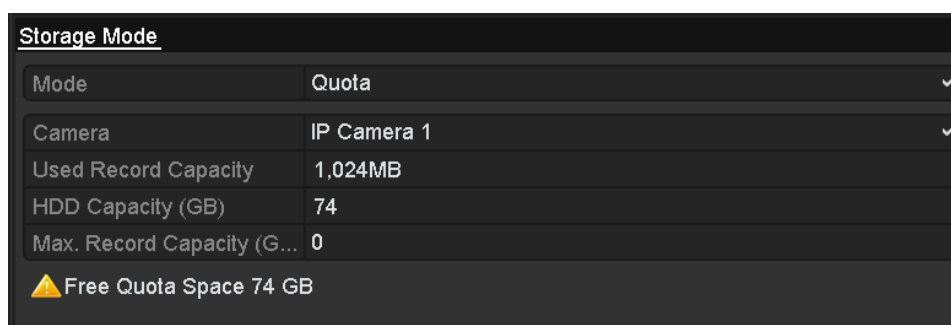 Storage Mode
Mode Quota
Camera IP Camera 1
Used Record Capacity 1,024MB
HDD Capacity (GB) 74
Max. Record Capacity (G... 0
Free Quota Space 74 GB